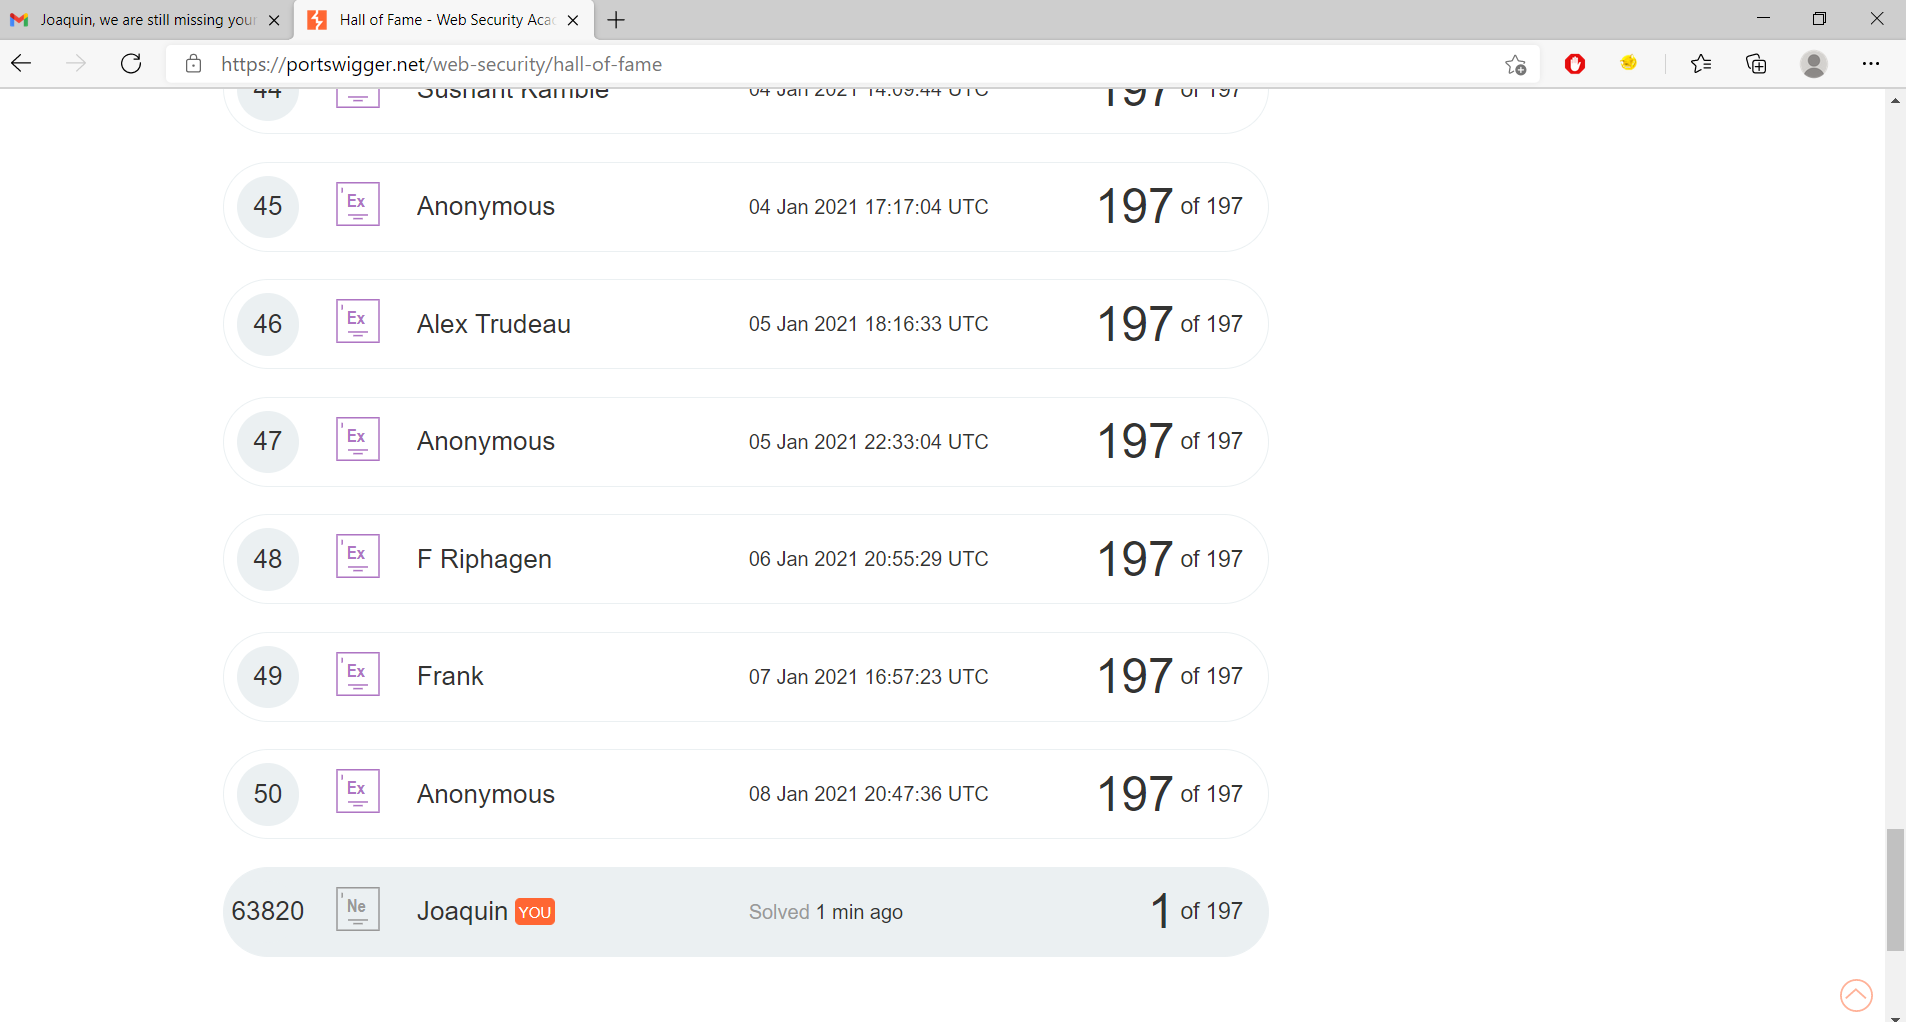 Joaquin, we are still missing your
Hall of Fame - Web Security Aca
https://portswigger.net/web-security/hall-of-fame
44 Sushant Kamble 04 Jan 2021 14:09:44 UTC 197 of 197
45 Ex Anonymous 04 Jan 2021 17:17:04 UTC 197 of 197
46 Ex Alex Trudeau 05 Jan 2021 18:16:33 UTC 197 of 197
47 Ex Anonymous 05 Jan 2021 22:33:04 UTC 197 of 197
48 Ex F Riphagen 06 Jan 2021 20:55:29 UTC 197 of 197
49 Ex Frank 07 Jan 2021 16:57:23 UTC 197 of 197
50 Ex Anonymous 08 Jan 2021 20:47:36 UTC 197 of 197
63820 Ne Joaquin YOU Solved 1 min ago 1 of 197